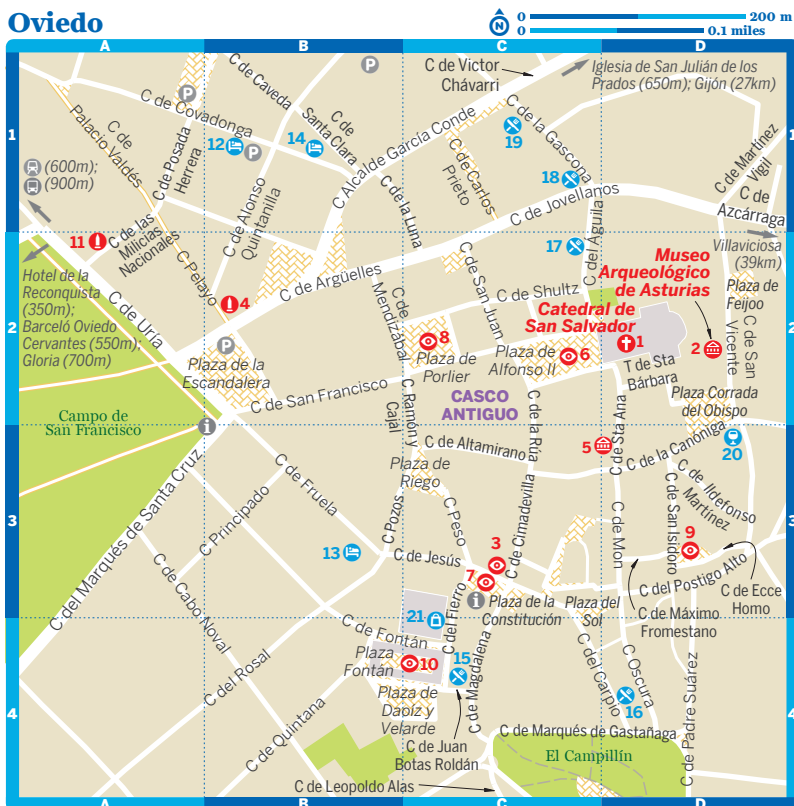 Oviedo
N
0 200 m
0 0.1 miles
A B C D
1
2
3
4
C de Victor
Chávarri
Iglesia de San Julián de los
Prados (650m); Gijón (27km)
P
C de Caveda
C de
Santa Clara
C de Covadonga
P
C de
Palacio Valdés
C de Posada
Herrera
12
P
14
C Alcalde García Conde
C de la Gascona
19
C de Carlos
Prieto
18
C de Martínez
Vigil
C de
Azcárraga
(600m);
(900m)
C de Alonso
Quintanilla
C de la Luna
C de Jovellanos
11
C de las
Milicias
Nacionales
17
C del Águila
Villaviciosa
(39km)
Hotel de la
Reconquista
(350m);
Barceló Oviedo
Cervantes (550m);
Gloria (700m)
C de Uría
C Pelayo
4
C de Argüelles
C de
Mendizábal
C de San Juan
C de Schultz
Museo
Arqueológico
de Asturias
Catedral de
San Salvador
1
2
Plaza de
Feijoo
C de San
Vicente
P
Plaza de la
Escandalera
8
Plaza de
Porlier
Plaza de
Alfonso II
6
T de Sta
Bárbara
C de San Francisco
C Ramón y
Cajal
CASCO
ANTIGUO
Plaza Corrada
del Obispo
Campo de
San Francisco
C de la Rúa
C de Sta Ana
C de Altamirano
5
C de la Canóniga
20
Plaza de
Riego
C del Marqués de Santa Cruz
C de Fruela
C Principado
C Pozos
C Peso
C de Cimadevilla
C de Mon
C de San Isidoro
C de Ildefonso
Martínez
13
C de Jesús
3
7
9
C de Cabo Noval
C del Fierro
Plaza de la
Constitución
Plaza del
Sol
C del Postigo Alto
C de Máximo
Fromestano
C de Ecce
Homo
21
C de Fontán
Plaza
Fontán
10
15
C de Magdalena
C del Rosal
C del Carpio
C Oscura
16
C de Padre Suárez
C de Quintana
Plaza de
Daoíz y
Velarde
C de Juan
Botas Roldán
C de Marqués de Gastañaga
El Campillín
C de Leopoldo Alas
1
2
3
4
A B C D